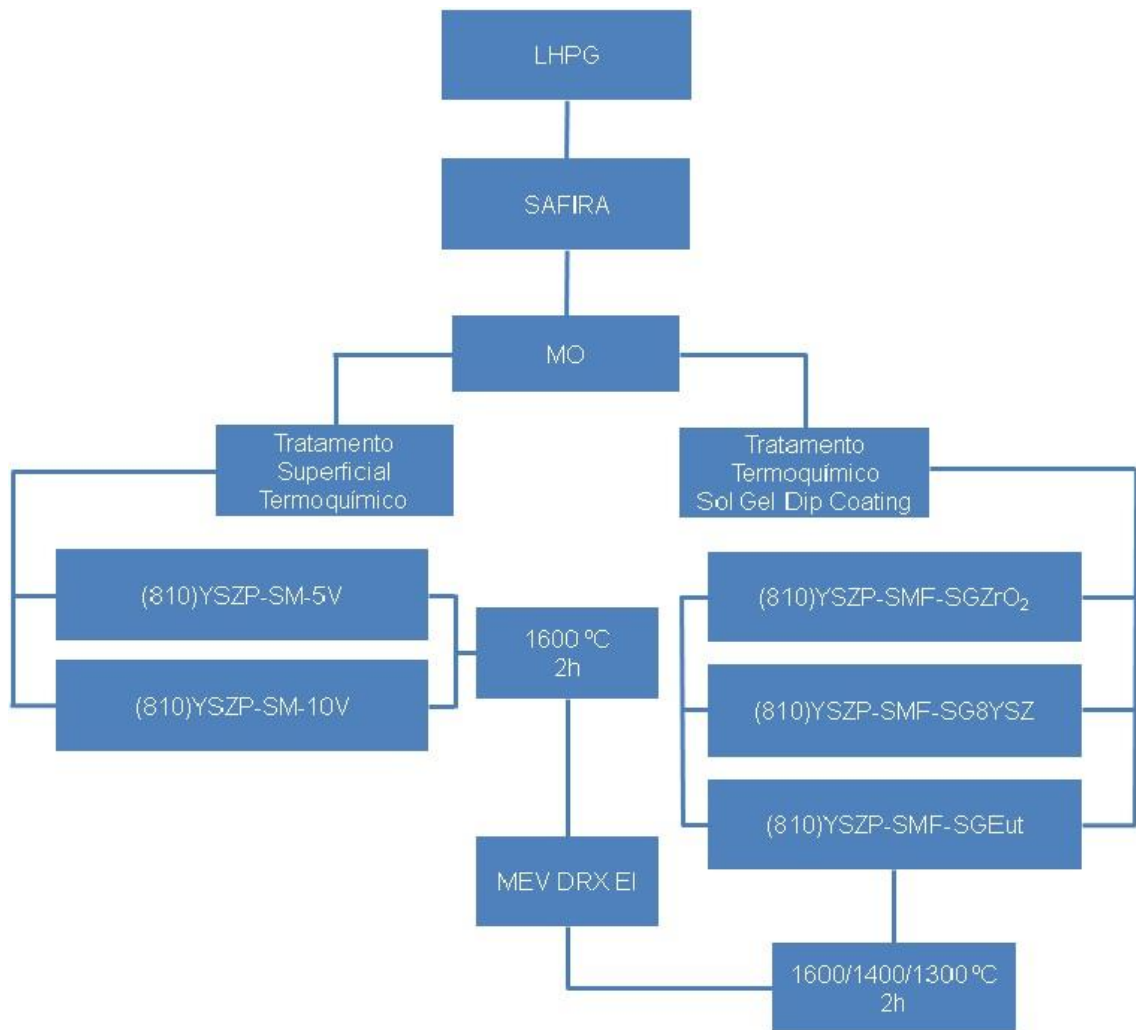 LHPG
SAFIRA
MO
Tratamento
Superficial
Termoquímico
Tratamento
Termoquímico
Sol Gel Dip Coating
(810)YSZP-SM-5V
(810)YSZP-SM-10V
1600 ºC
2h
(810)YSZP-SMF-SGZrO₂
(810)YSZP-SMF-SG8YSZ
(810)YSZP-SMF-SGEut
MEV DRX EI
1600/1400/1300 ºC
2h